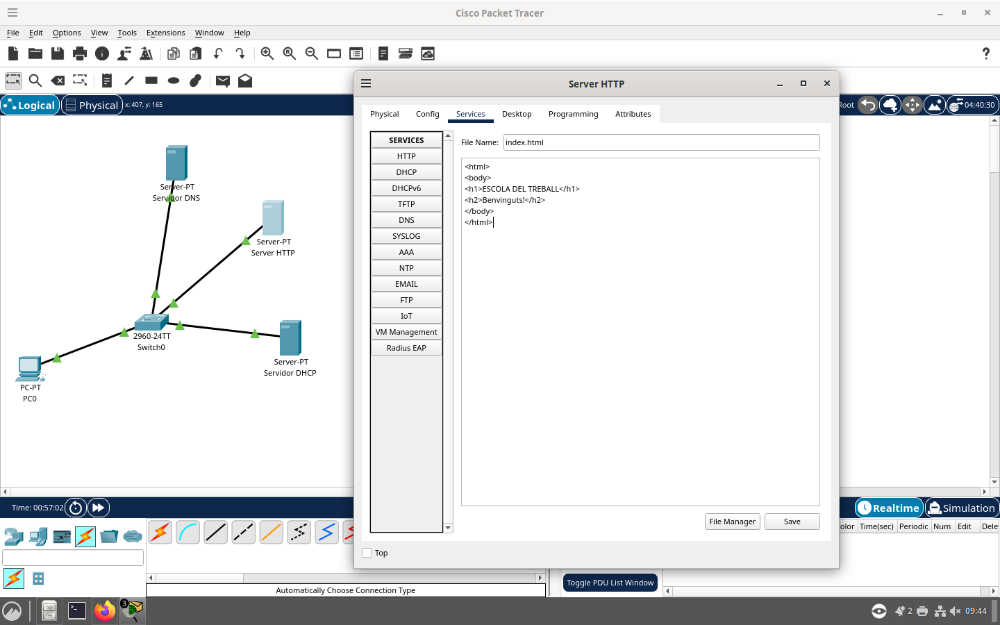 Cisco Packet Tracer
File Edit Options View Tools Extensions Window Help
Logical Physical x: 407, y: 165
Root 04:40:30
Server-PT
Servidor DNS
Server-PT
Server HTTP
2960-24TT
Switch0
Server-PT
Servidor DHCP
PC-PT
PC0
Server HTTP
Physical Config Services Desktop Programming Attributes
SERVICES
HTTP
DHCP
DHCPv6
TFTP
DNS
SYSLOG
AAA
NTP
EMAIL
FTP
IoT
VM Management
Radius EAP
File Name: index.html
<html>
<body>
<h1>ESCOLA DEL TREBALL</h1>
<h2>Benvinguts!</h2>
</body>
</html>
File Manager Save
Top
Time: 00:57:02
Realtime Simulation
olor Time(sec) Periodic Num Edit Dele
Toggle PDU List Window
Automatically Choose Connection Type
3
2 09:44